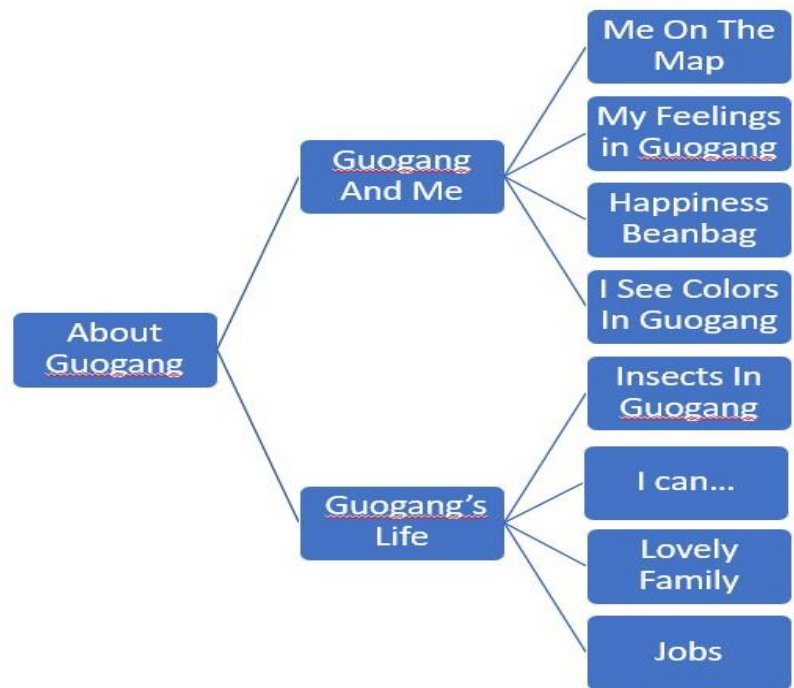 About
Guogang
Guogang
And Me
Me On The
Map
My Feelings
in Guogang
Happiness
Beanbag
I See Colors
In Guogang
Guogang's
Life
Insects In
Guogang
I can...
Lovely
Family
Jobs